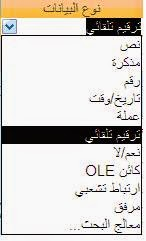 نوع البيانات
ترقيم تلقائي
نص
مذكرة
رقم
تاريخ/وقت
عملة
ترقيم تلقائي
نعم/لا
كائن OLE
ارتباط تشعبي
مرفق
معالج البحث...